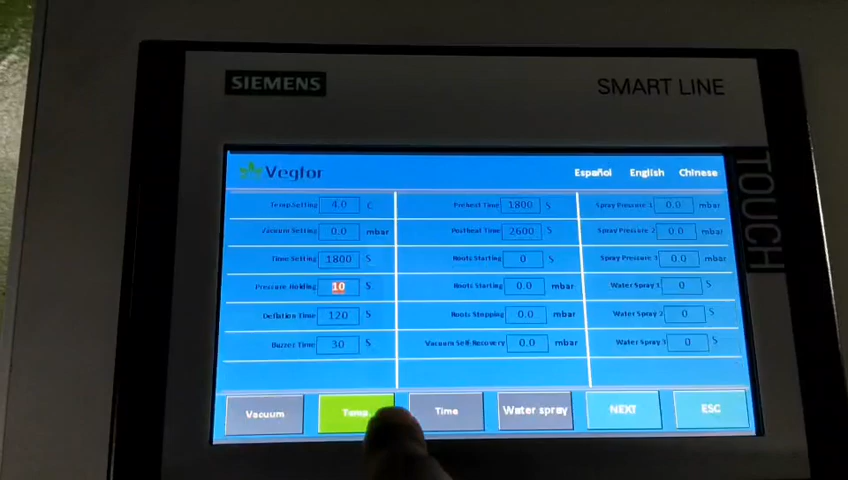 SIEMENS
SMART LINE
TOUCH
Vegfor
Español English Chinese
Temp.Setting 4.0 C
Vacuum Setting 0.0 mbar
Time Setting 1800 S
Pressure Holding 10 S
Deflation Time 120 S
Buzzer Time 30 S
Preheat Time 1800 S
Postheat Time 2600 S
Roots Starting 0 S
Roots Starting 0.0 mbar
Roots Stopping 0.0 mbar
Vacuum Self-Recovery 0.0 mbar
Spray Pressure 1 0.0 mbar
Spray Pressure 2 0.0 mbar
Spray Pressure 3 0.0 mbar
Water Spray 1 0 S
Water Spray 2 0 S
Water Spray 3 0 S
Vacuum Temp. Time Water spray NEXT ESC